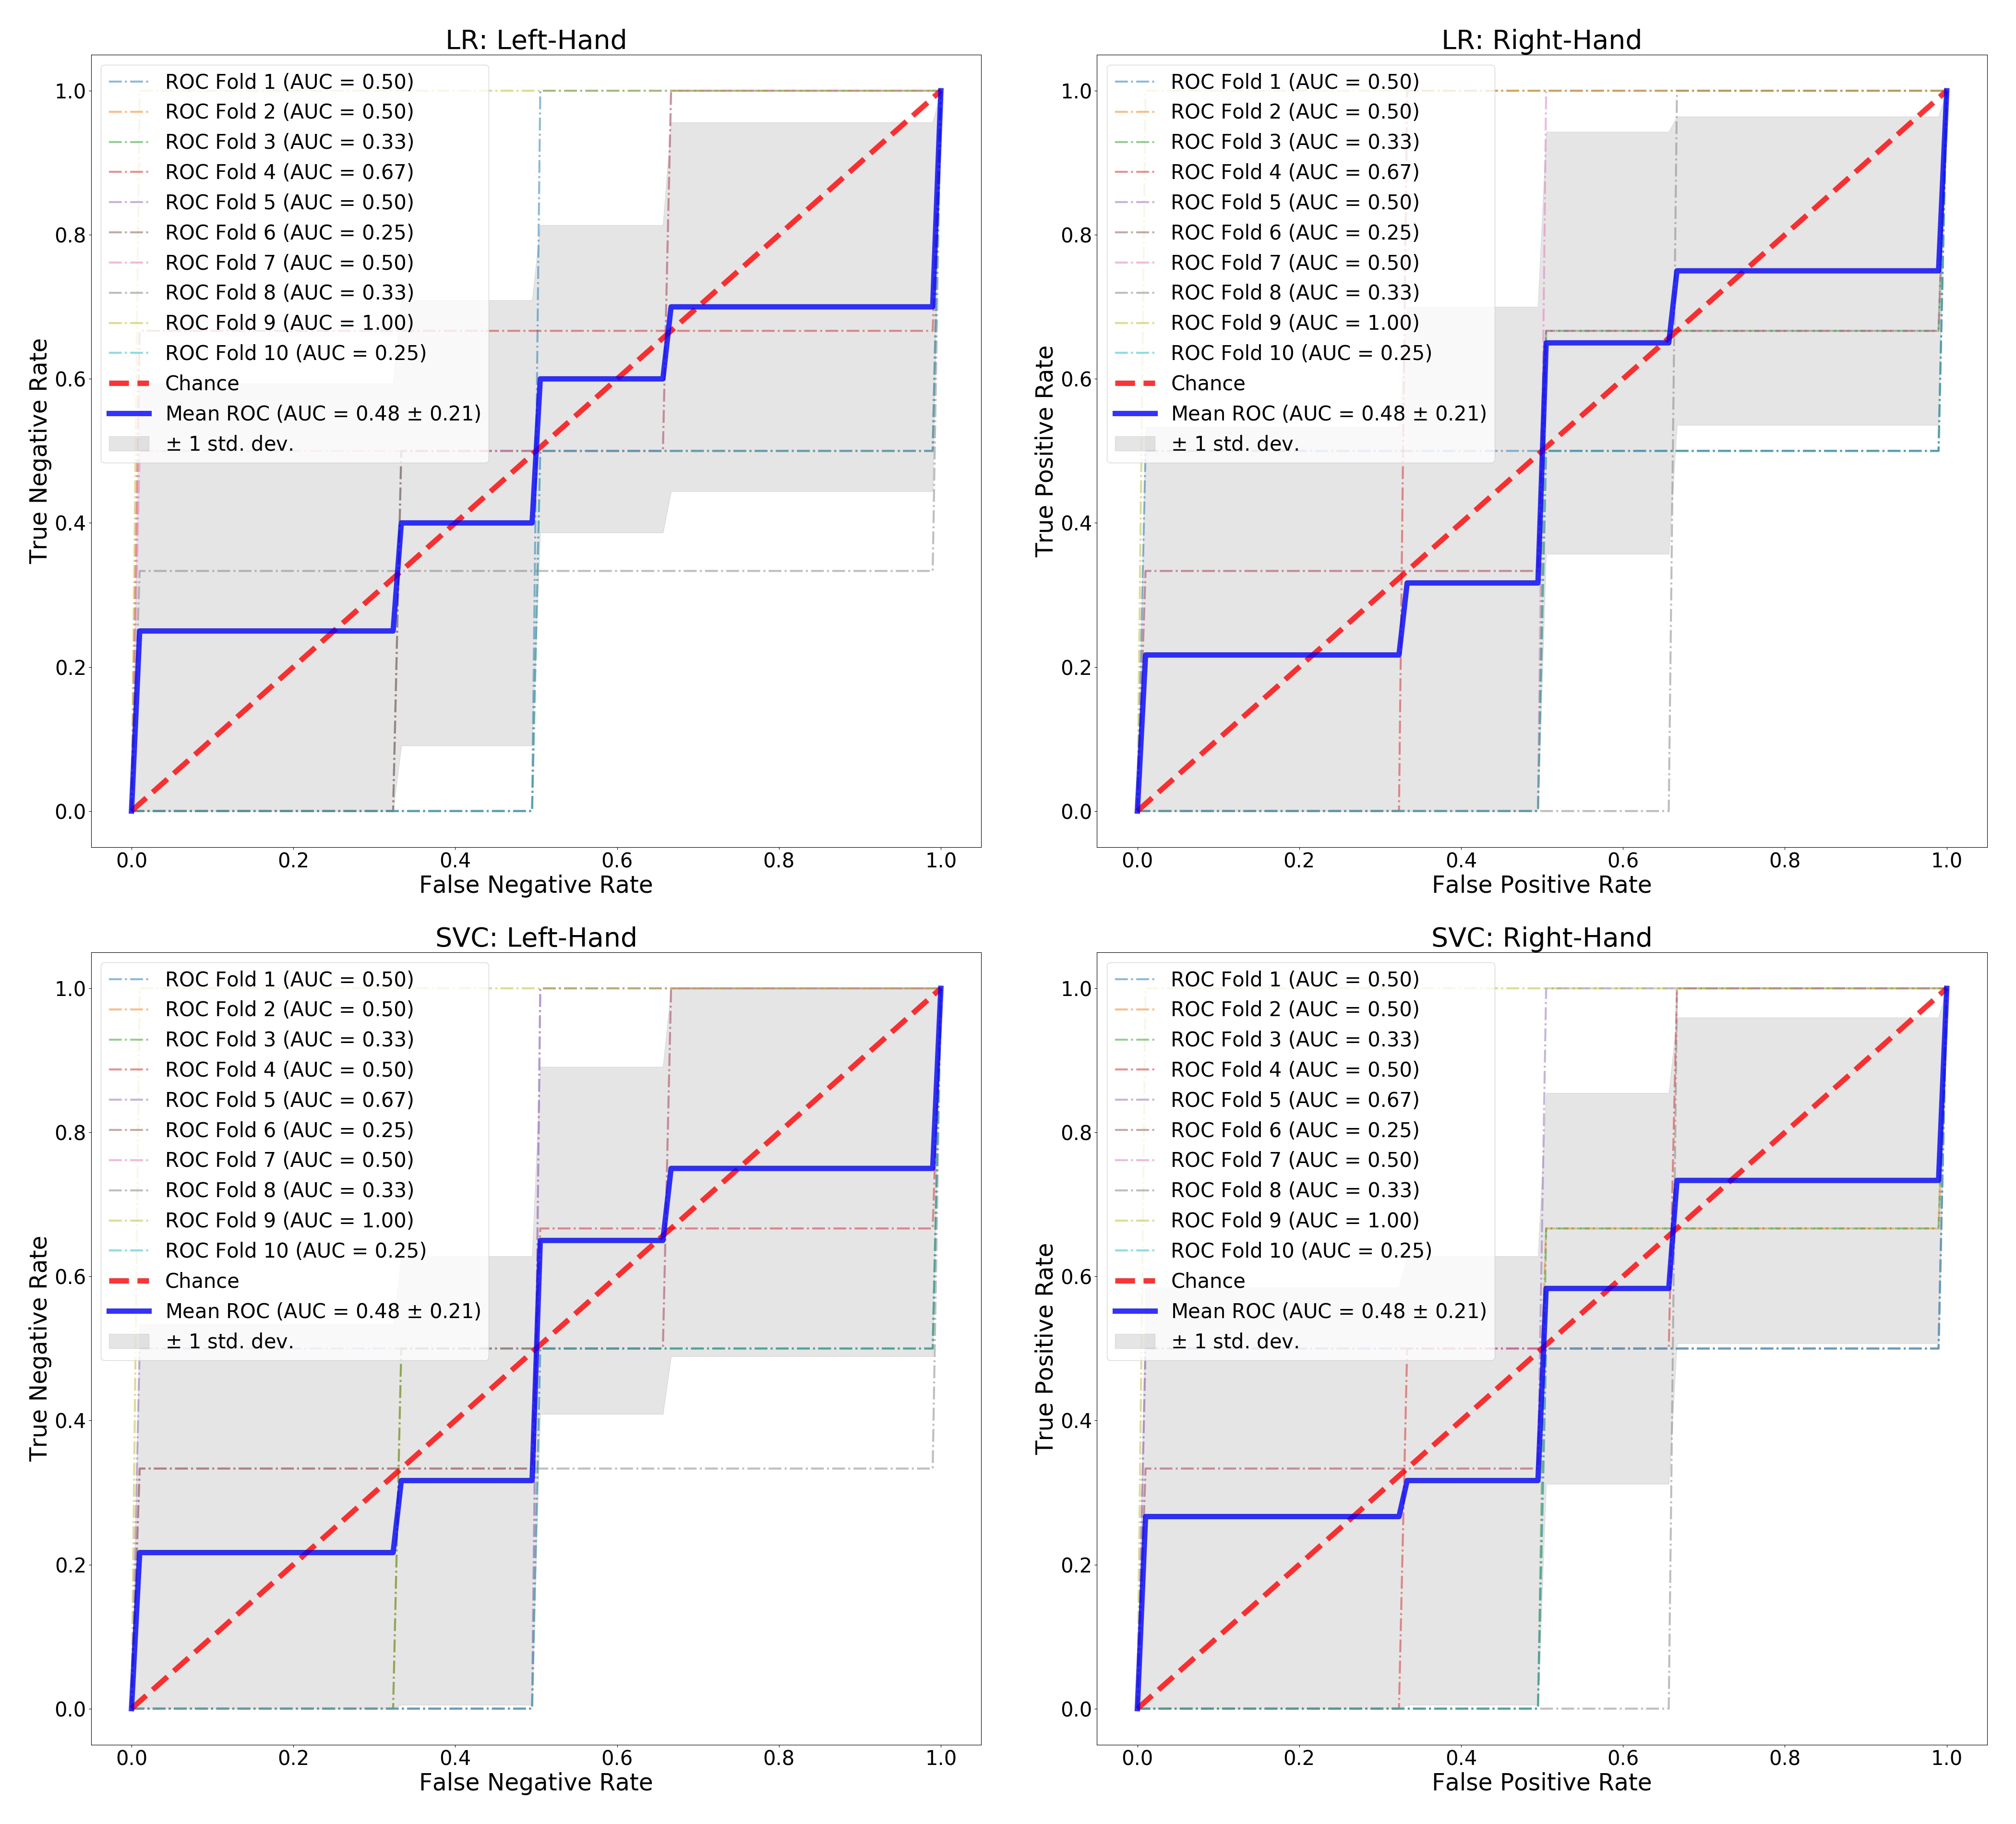 LR: Left-Hand
1.0
0.8
0.6
0.4
0.2
0.0
True Negative Rate
ROC Fold 1 (AUC = 0.50)
ROC Fold 2 (AUC = 0.50)
ROC Fold 3 (AUC = 0.33)
ROC Fold 4 (AUC = 0.67)
ROC Fold 5 (AUC = 0.50)
ROC Fold 6 (AUC = 0.25)
ROC Fold 7 (AUC = 0.50)
ROC Fold 8 (AUC = 0.33)
ROC Fold 9 (AUC = 1.00)
ROC Fold 10 (AUC = 0.25)
Chance
Mean ROC (AUC = 0.48 ± 0.21)
± 1 std. dev.
0.0 0.2 0.4 0.6 0.8 1.0
False Negative Rate
LR: Right-Hand
1.0
0.8
0.6
0.4
0.2
0.0
True Positive Rate
ROC Fold 1 (AUC = 0.50)
ROC Fold 2 (AUC = 0.50)
ROC Fold 3 (AUC = 0.33)
ROC Fold 4 (AUC = 0.67)
ROC Fold 5 (AUC = 0.50)
ROC Fold 6 (AUC = 0.25)
ROC Fold 7 (AUC = 0.50)
ROC Fold 8 (AUC = 0.33)
ROC Fold 9 (AUC = 1.00)
ROC Fold 10 (AUC = 0.25)
Chance
Mean ROC (AUC = 0.48 ± 0.21)
± 1 std. dev.
0.0 0.2 0.4 0.6 0.8 1.0
False Positive Rate
SVC: Left-Hand
1.0
0.8
0.6
0.4
0.2
0.0
True Negative Rate
ROC Fold 1 (AUC = 0.50)
ROC Fold 2 (AUC = 0.50)
ROC Fold 3 (AUC = 0.33)
ROC Fold 4 (AUC = 0.50)
ROC Fold 5 (AUC = 0.67)
ROC Fold 6 (AUC = 0.25)
ROC Fold 7 (AUC = 0.50)
ROC Fold 8 (AUC = 0.33)
ROC Fold 9 (AUC = 1.00)
ROC Fold 10 (AUC = 0.25)
Chance
Mean ROC (AUC = 0.48 ± 0.21)
± 1 std. dev.
0.0 0.2 0.4 0.6 0.8 1.0
False Negative Rate
SVC: Right-Hand
1.0
0.8
0.6
0.4
0.2
0.0
True Positive Rate
ROC Fold 1 (AUC = 0.50)
ROC Fold 2 (AUC = 0.50)
ROC Fold 3 (AUC = 0.33)
ROC Fold 4 (AUC = 0.50)
ROC Fold 5 (AUC = 0.67)
ROC Fold 6 (AUC = 0.25)
ROC Fold 7 (AUC = 0.50)
ROC Fold 8 (AUC = 0.33)
ROC Fold 9 (AUC = 1.00)
ROC Fold 10 (AUC = 0.25)
Chance
Mean ROC (AUC = 0.48 ± 0.21)
± 1 std. dev.
0.0 0.2 0.4 0.6 0.8 1.0
False Positive Rate